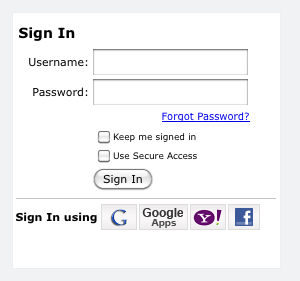 Sign In
Username:
Password:
Forgot Password?
Keep me signed in
Use Secure Access
Sign In
Sign In using G Google Apps Y! f